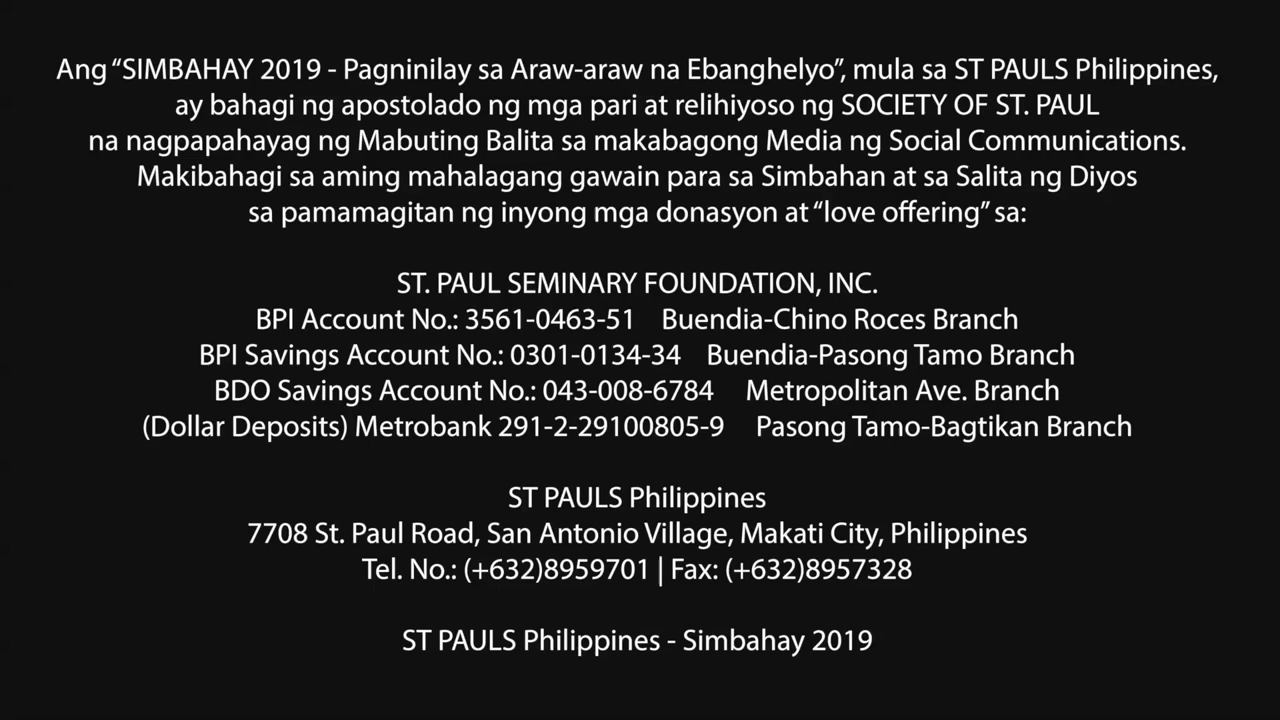 Ang “SIMBAHAY 2019 - Pagninilay sa Araw-araw na Ebanghelyo”, mula sa ST PAULS Philippines,
ay bahagi ng apostolado ng mga pari at relihiyoso ng SOCIETY OF ST. PAUL
na nagpapahayag ng Mabuting Balita sa makabagong Media ng Social Communications.
Makibahagi sa aming mahalagang gawain para sa Simbahan at sa Salita ng Diyos
sa pamamagitan ng inyong mga donasyon at “love offering” sa:
ST. PAUL SEMINARY FOUNDATION, INC.
BPI Account No.: 3561-0463-51 Buendia-Chino Roces Branch
BPI Savings Account No.: 0301-0134-34 Buendia-Pasong Tamo Branch
BDO Savings Account No.: 043-008-6784 Metropolitan Ave. Branch
(Dollar Deposits) Metrobank 291-2-29100805-9 Pasong Tamo-Bagtikan Branch
ST PAULS Philippines
7708 St. Paul Road, San Antonio Village, Makati City, Philippines
Tel. No.: (+632)8959701 | Fax: (+632)8957328
ST PAULS Philippines - Simbahay 2019